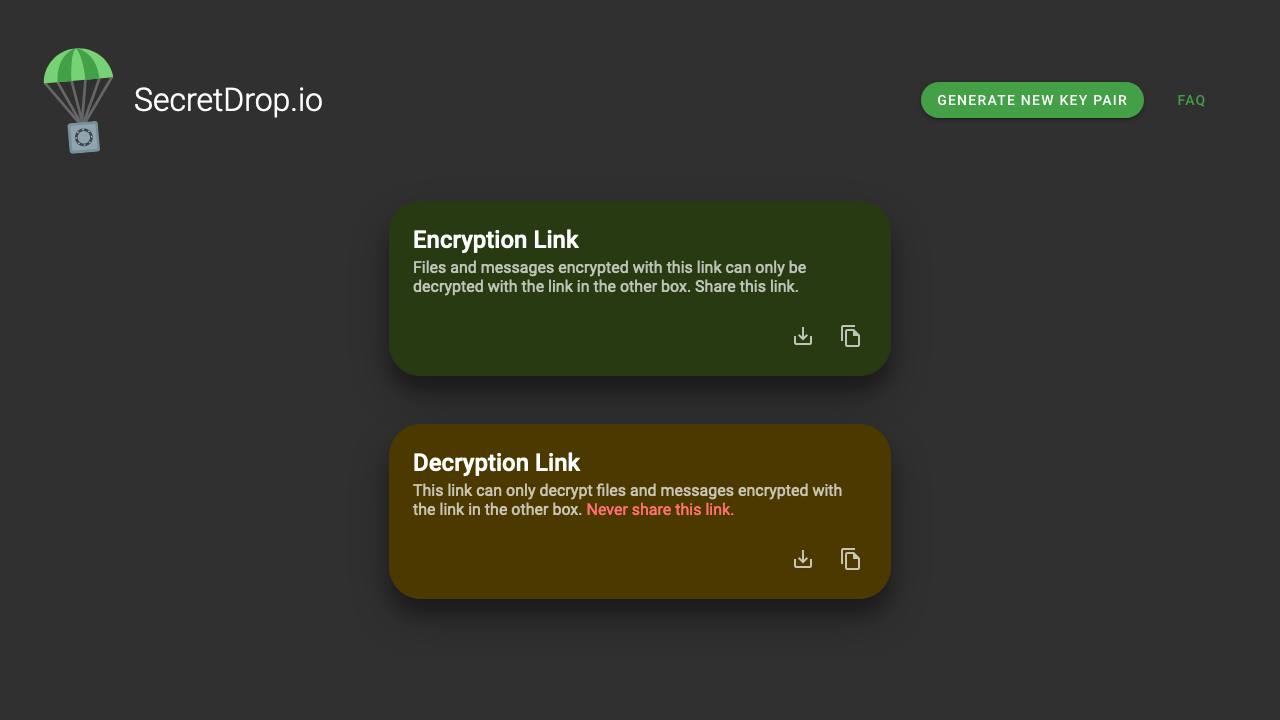 SecretDrop.io
GENERATE NEW KEY PAIR
FAQ
Encryption Link
Files and messages encrypted with this link can only be
decrypted with the link in the other box. Share this link.
Decryption Link
This link can only decrypt files and messages encrypted with
the link in the other box. Never share this link.